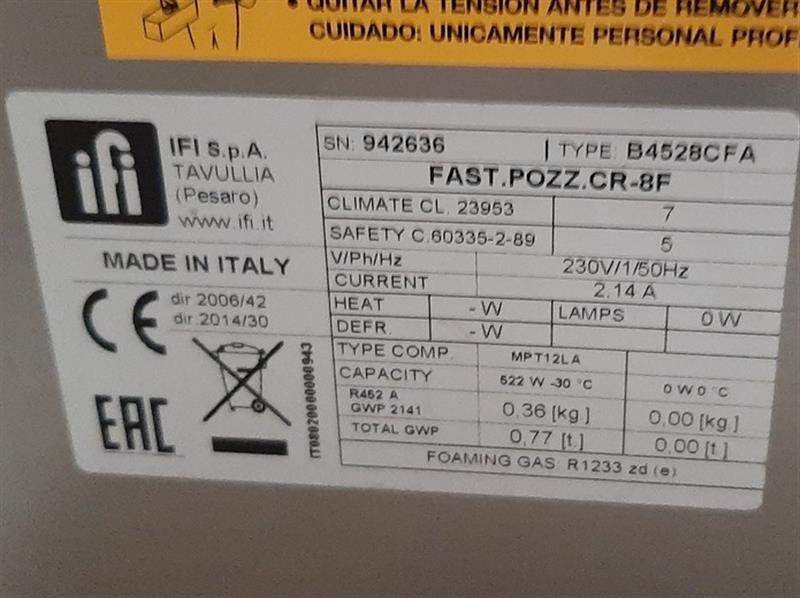 • QUITAR LA TENSION ANTES DE REMOVER
CUIDADO: UNICAMENTE PERSONAL PROF
ifi
IFI S.p.A.
TAVULLIA
(Pesaro)
www.ifi.it
MADE IN ITALY
CE
dir 2006/42
dir.2014/30
EAC
IT08020000000943
SN: 942636 | TYPE: B4528CFA
FAST.POZZ.CR-8F
CLIMATE CL. 23953 7
SAFETY C.60335-2-89 5
V/Ph/Hz 230V/1/50Hz
CURRENT 2.14 A
HEAT - W LAMPS 0 W
DEFR. - W
TYPE COMP. MPT12LA
CAPACITY 522 W -30 °C 0 W 0 °C
R452 A
GWP 2141 0,36 [kg.] 0,00 [kg.]
TOTAL GWP 0,77 [t.] 0,00 [t.]
FOAMING GAS: R1233 zd (e)